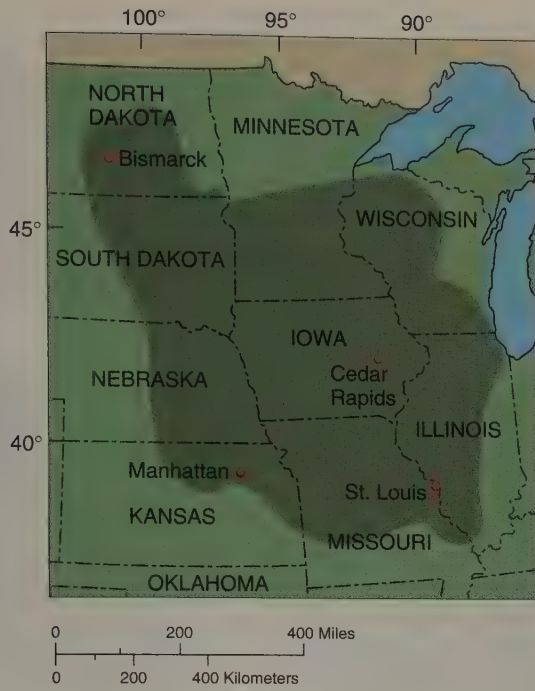 100° 95° 90°
NORTH
DAKOTA
MINNESOTA
Bismarck
WISCONSIN
45°
SOUTH DAKOTA
IOWA
Cedar
Rapids
NEBRASKA
ILLINOIS
40°
Manhattan
St. Louis
KANSAS
MISSOURI
OKLAHOMA
0 200 400 Miles
0 200 400 Kilometers